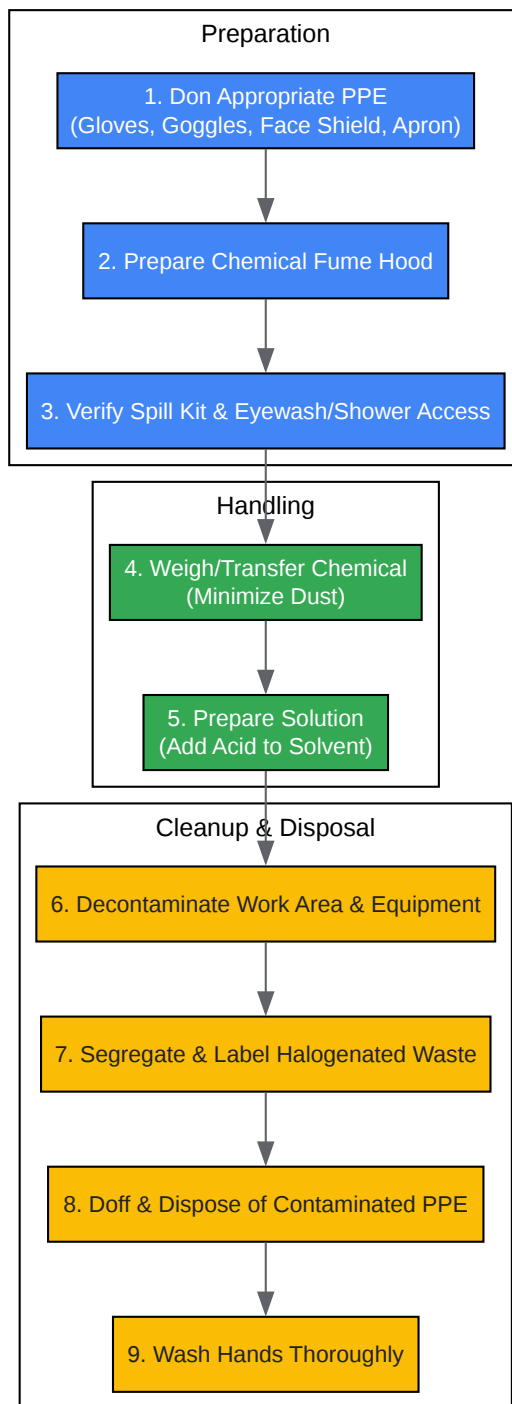 Preparation
1. Don Appropriate PPE
(Gloves, Goggles, Face Shield, Apron)
2. Prepare Chemical Fume Hood
3. Verify Spill Kit & Eyewash/Shower Access
Handling
4. Weigh/Transfer Chemical
(Minimize Dust)
5. Prepare Solution
(Add Acid to Solvent)
Cleanup & Disposal
6. Decontaminate Work Area & Equipment
7. Segregate & Label Halogenated Waste
8. Doff & Dispose of Contaminated PPE
9. Wash Hands Thoroughly